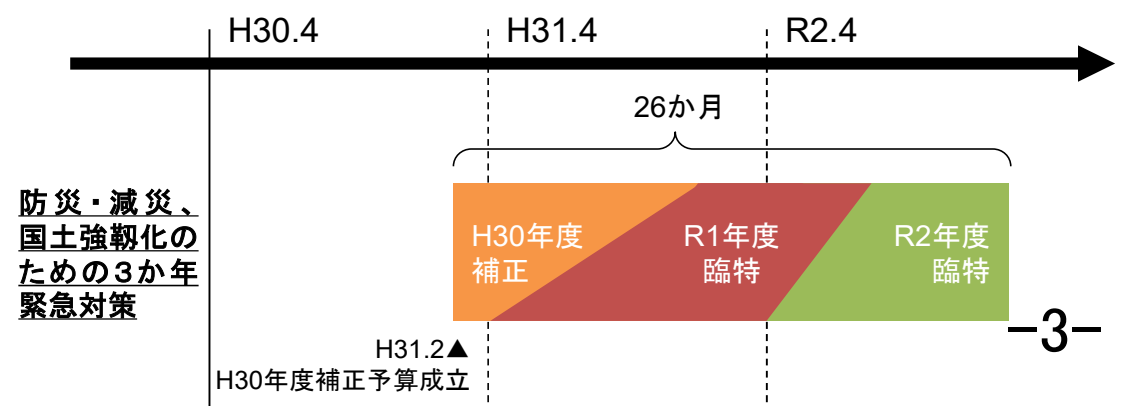 H30.4
H31.4
R2.4
26か月
防災・減災、
国土強靱化の
ための３か年
緊急対策
H30年度
補正
R1年度
臨特
R2年度
臨特
H31.2▲
H30年度補正予算成立
−3−